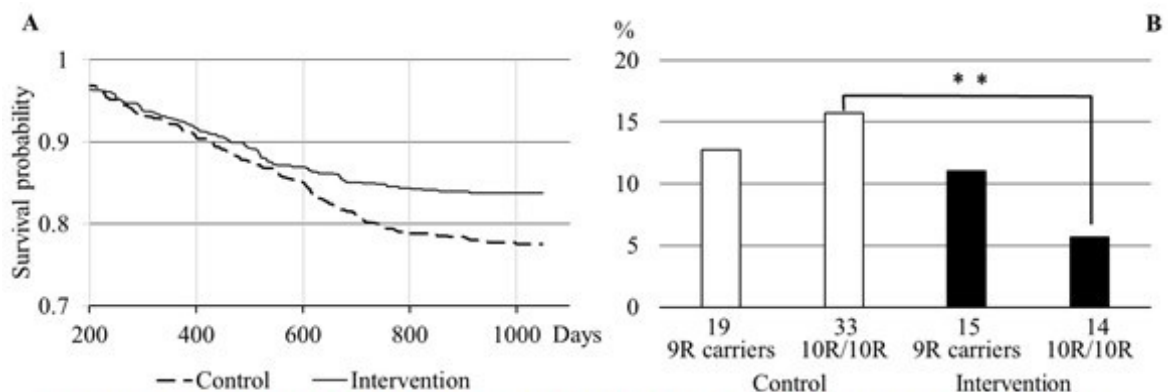 A
Survival probability
1
0.9
0.8
0.7
200 400 600 800 1000 Days
Control Intervention
% B
20
15
10
5
0
* *
19 33 15 14
9R carriers 10R/10R 9R carriers 10R/10R
Control Intervention